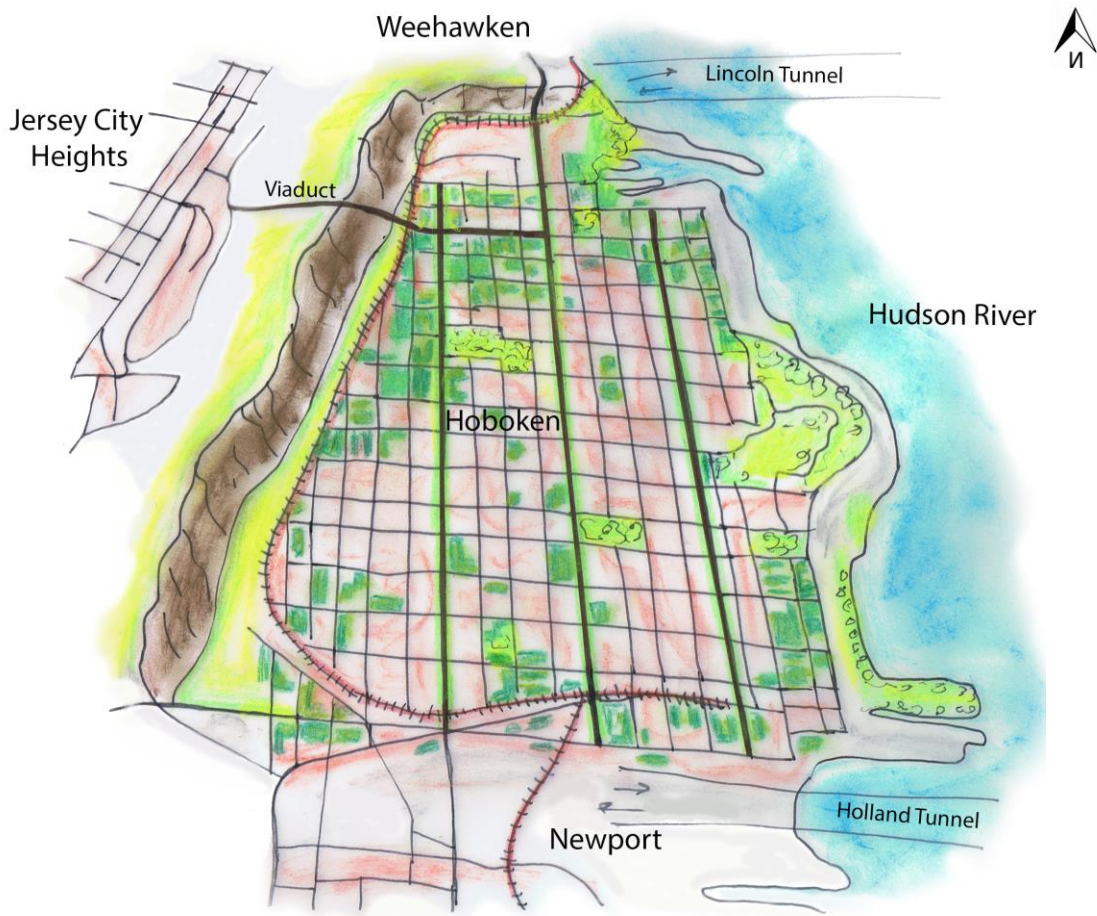 Weehawken
Lincoln Tunnel
Jersey City
Heights
Viaduct
Hudson River
Hoboken
Holland Tunnel
Newport
N